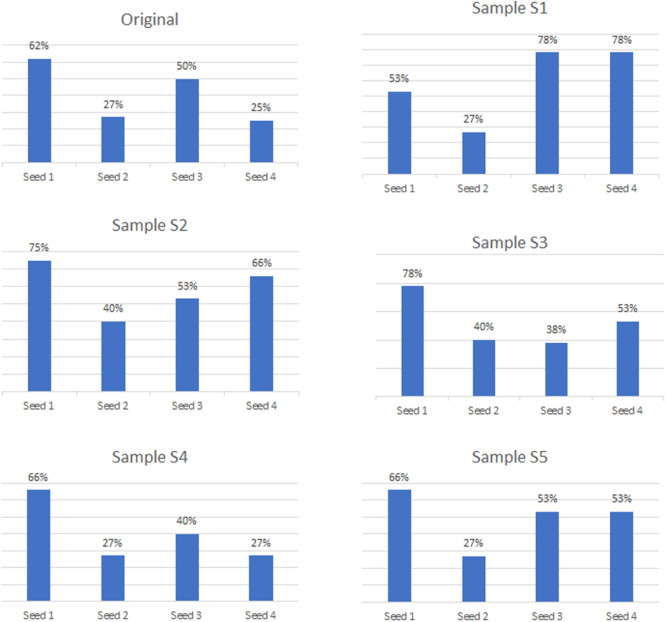 Original
62%
27%
50%
25%
Seed 1
Seed 2
Seed 3
Seed 4
Sample S1
53%
27%
78%
78%
Seed 1
Seed 2
Seed 3
Seed 4
Sample S2
75%
40%
53%
66%
Seed 1
Seed 2
Seed 3
Seed 4
Sample S3
78%
40%
38%
53%
Seed 1
Seed 2
Seed 3
Seed 4
Sample S4
66%
27%
40%
27%
Seed 1
Seed 2
Seed 3
Seed 4
Sample S5
66%
27%
53%
53%
Seed 1
Seed 2
Seed 3
Seed 4